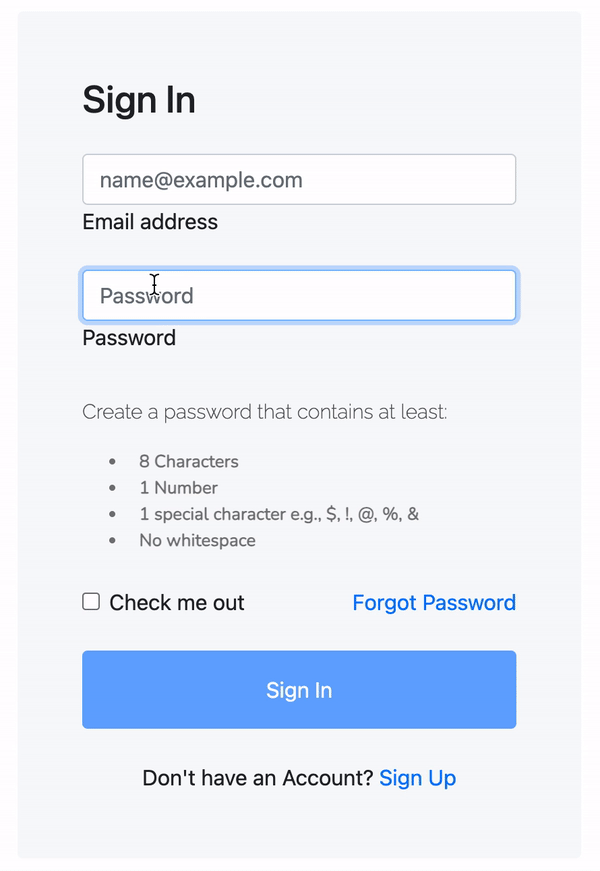 Sign In
name@example.com
Email address
Password
Password
Create a password that contains at least:
• 8 Characters
• 1 Number
• 1 special character e.g., $, !, @, %, &
• No whitespace
Check me out Forgot Password
Sign In
Don't have an Account? Sign Up